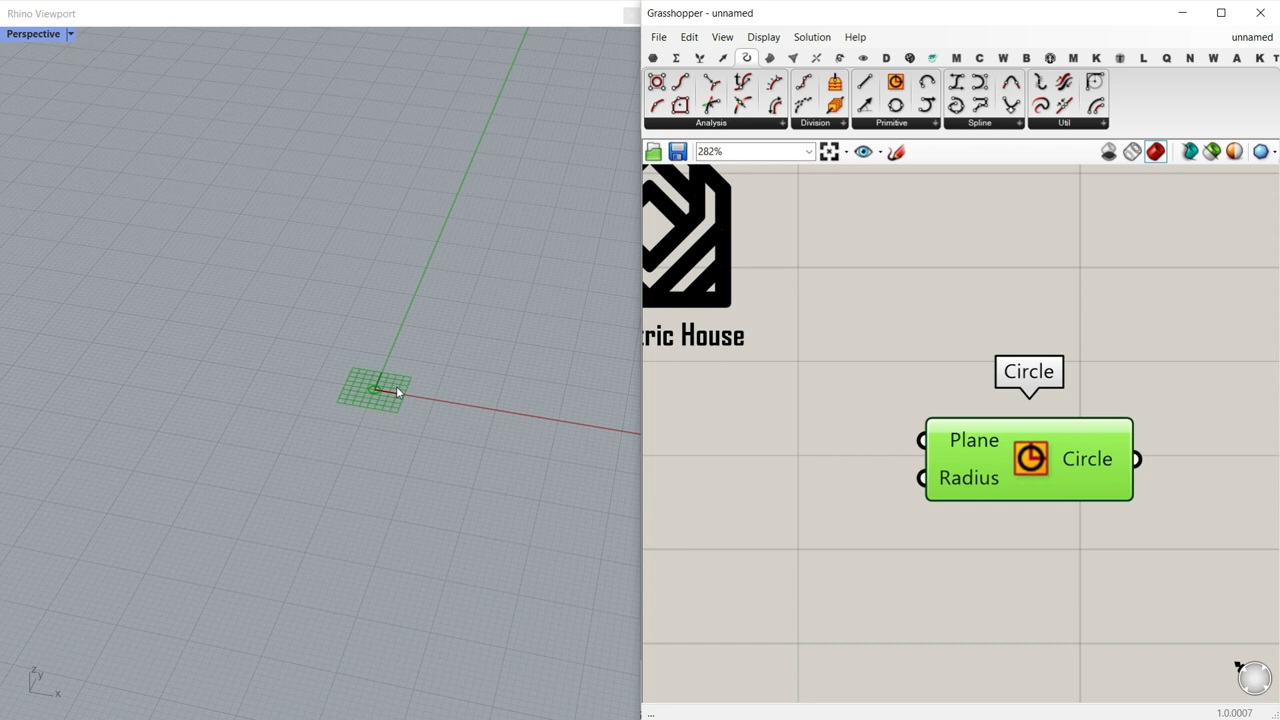 Rhino Viewport
Perspective
z
y
x
Grasshopper - unnamed
File Edit View Display Solution Help unnamed
M C W B M K L Q N W A K T
Analysis Division Primitive Spline Util
282%
tric House
Circle
Plane
Radius
Circle
...
1.0.0007